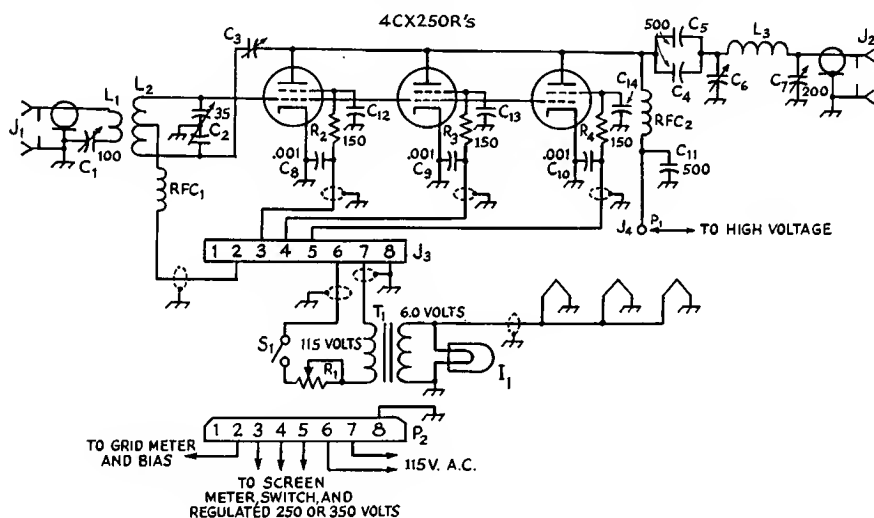 4CX250R's
C3
500
C5
L3
J2
L1
L2
C14
C4
C6
C7
200
35
C2
C12
C13
R2
150
R3
150
R4
150
RFC2
J1
C1
100
.001
C8
.001
C9
.001
C10
C11
500
RFC1
J4
P1
TO HIGH VOLTAGE
1 2 3 4 5 6 7 8
J3
T1
6.0 VOLTS
S1
115 VOLTS
R1
I1
1 2 3 4 5 6 7 8
P2
TO GRID METER
AND BIAS
115V. A.C.
TO SCREEN
METER, SWITCH, AND
REGULATED 250 OR 350 VOLTS